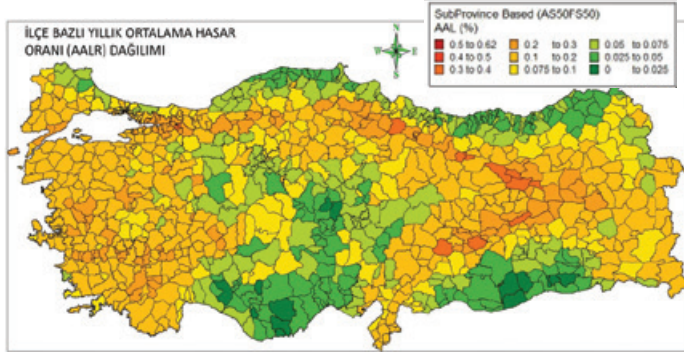 İLÇE BAZLI YILLIK ORTALAMA HASAR
ORANI (AALR) DAĞILIMI
N
W E
S
SubProvince Based (AS50FS50)
AAL (%)
0.5 to 0.62 0.2 to 0.3 0.05 to 0.075
0.4 to 0.5 0.1 to 0.2 0.025 to 0.05
0.3 to 0.4 0.075 to 0.1 0 to 0.025